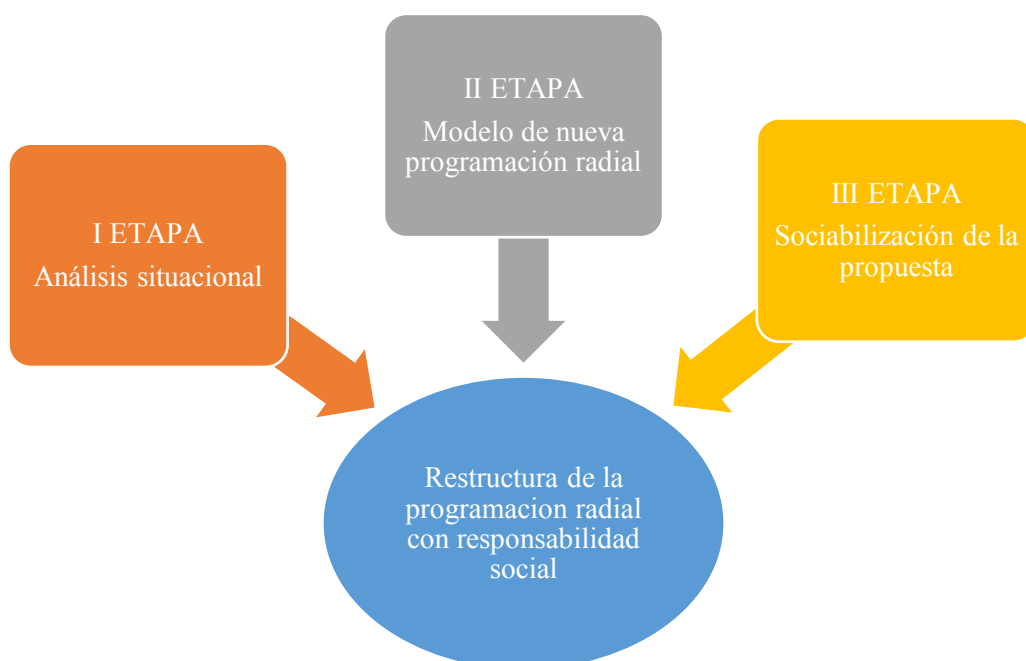 I ETAPA
Análisis situacional
II ETAPA
Modelo de nueva
programación radial
III ETAPA
Sociabilización de la
propuesta
Restructura de la
programacion radial
con responsabilidad
social